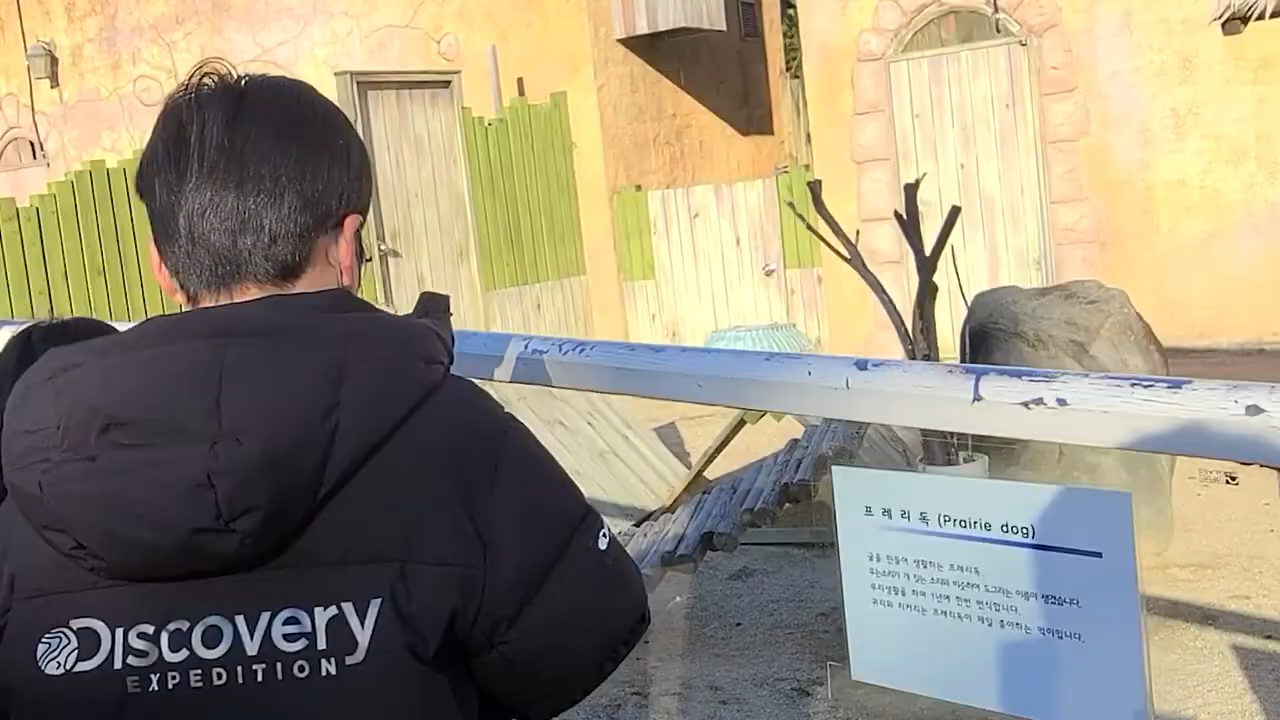 프레리독 (Prairie dog)
굴을 만들어 생활하는 프레리독.
우는소리가 개 짖는 소리와 비슷하여 도그라는 이름이 생겼습니다.
무리생활을 하며 1년에 한번 번식합니다.
귀리와 치커리는 프레리독이 제일 좋아하는 먹이입니다.
Discovery
EXPEDITION